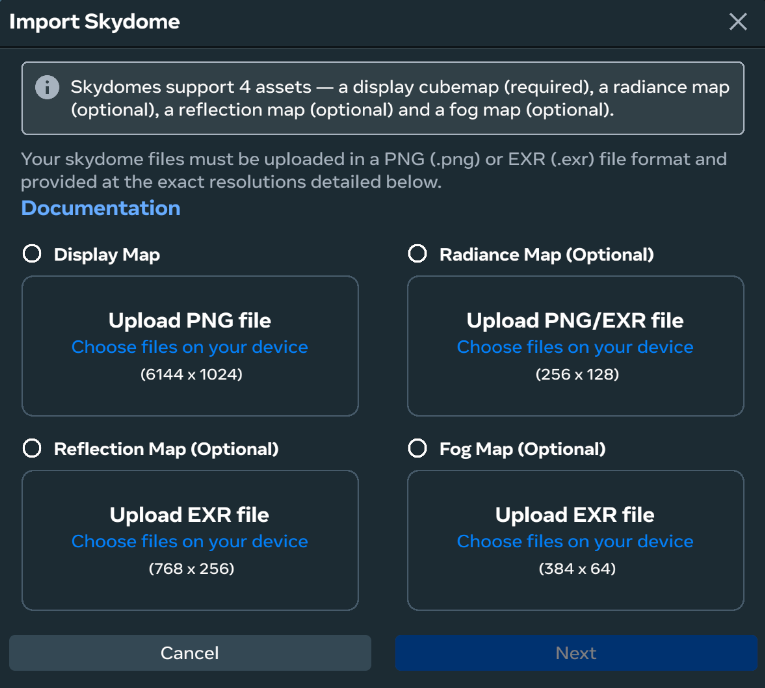 Import Skydome
Skydomes support 4 assets — a display cubemap (required), a radiance map
(optional), a reflection map (optional) and a fog map (optional).
Your skydome files must be uploaded in a PNG (.png) or EXR (.exr) file format and
provided at the exact resolutions detailed below.
Documentation
Display Map
Upload PNG file
Choose files on your device
(6144 x 1024)
Radiance Map (Optional)
Upload PNG/EXR file
Choose files on your device
(256 x 128)
Reflection Map (Optional)
Upload EXR file
Choose files on your device
(768 x 256)
Fog Map (Optional)
Upload EXR file
Choose files on your device
(384 x 64)
Cancel
Next